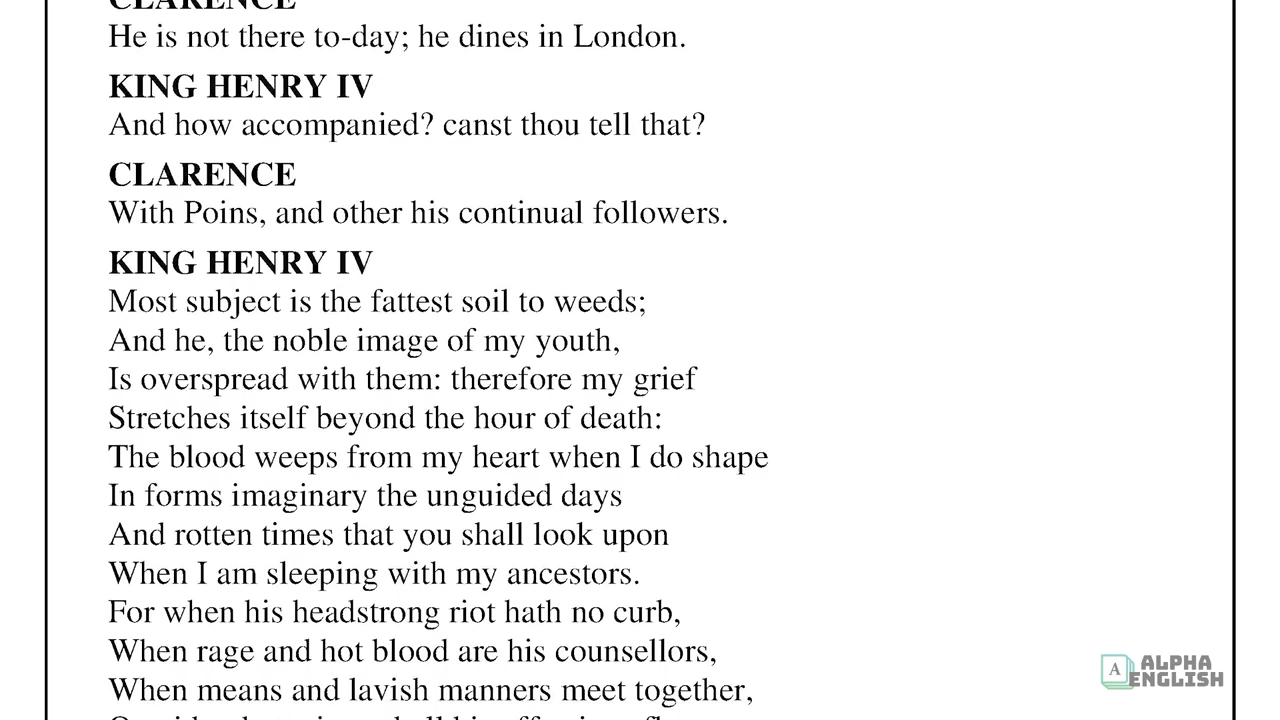 CLARENCE
He is not there to-day; he dines in London.
KING HENRY IV
And how accompanied? canst thou tell that?
CLARENCE
With Poins, and other his continual followers.
KING HENRY IV
Most subject is the fattest soil to weeds;
And he, the noble image of my youth,
Is overspread with them: therefore my grief
Stretches itself beyond the hour of death:
The blood weeps from my heart when I do shape
In forms imaginary the unguided days
And rotten times that you shall look upon
When I am sleeping with my ancestors.
For when his headstrong riot hath no curb,
When rage and hot blood are his counsellors,
When means and lavish manners meet together,
A ALPHA
ENGLISH